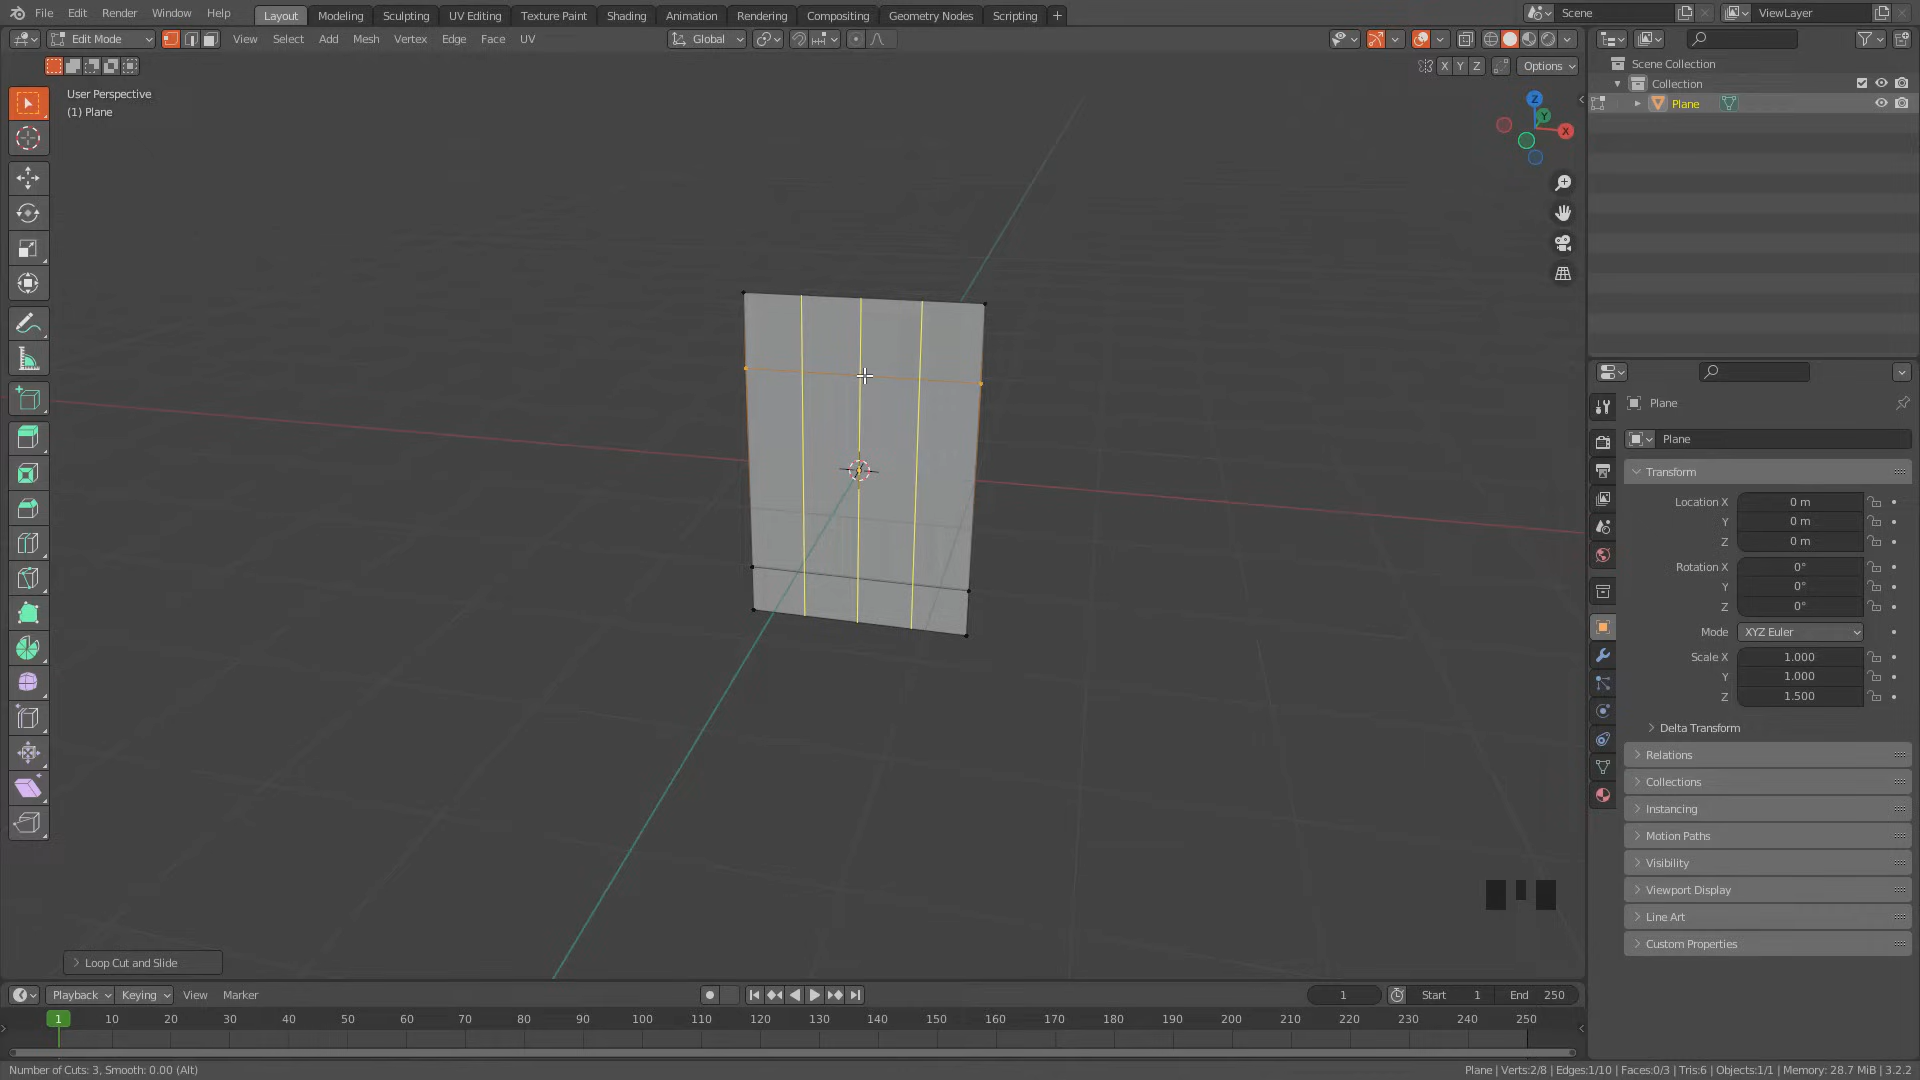 File Edit Render Window Help Layout Modeling Sculpting UV Editing Texture Paint Shading Animation Rendering Compositing Geometry Nodes Scripting + Scene ViewLayer
Edit Mode View Select Add Mesh Vertex Edge Face UV Global
X Y Z Options
User Perspective
(1) Plane
Z
Y
X
Scene Collection
Collection
Plane
Plane
Plane
Transform
Location X 0 m
Y 0 m
Z 0 m
Rotation X 0°
Y 0°
Z 0°
Mode XYZ Euler
Scale X 1.000
Y 1.000
Z 1.500
Delta Transform
Relations
Collections
Instancing
Motion Paths
Visibility
Viewport Display
Line Art
Custom Properties
Loop Cut and Slide
Playback Keying View Marker 1 Start 1 End 250
1 10 20 30 40 50 60 70 80 90 100 110 120 130 140 150 160 170 180 190 200 210 220 230 240 250
Number of Cuts: 3, Smooth: 0.00 (Alt) Plane | Verts:2/8 | Edges:1/10 | Faces:0/3 | Tris:6 | Objects:1/1 | Memory: 28.7 MiB | 3.2.2